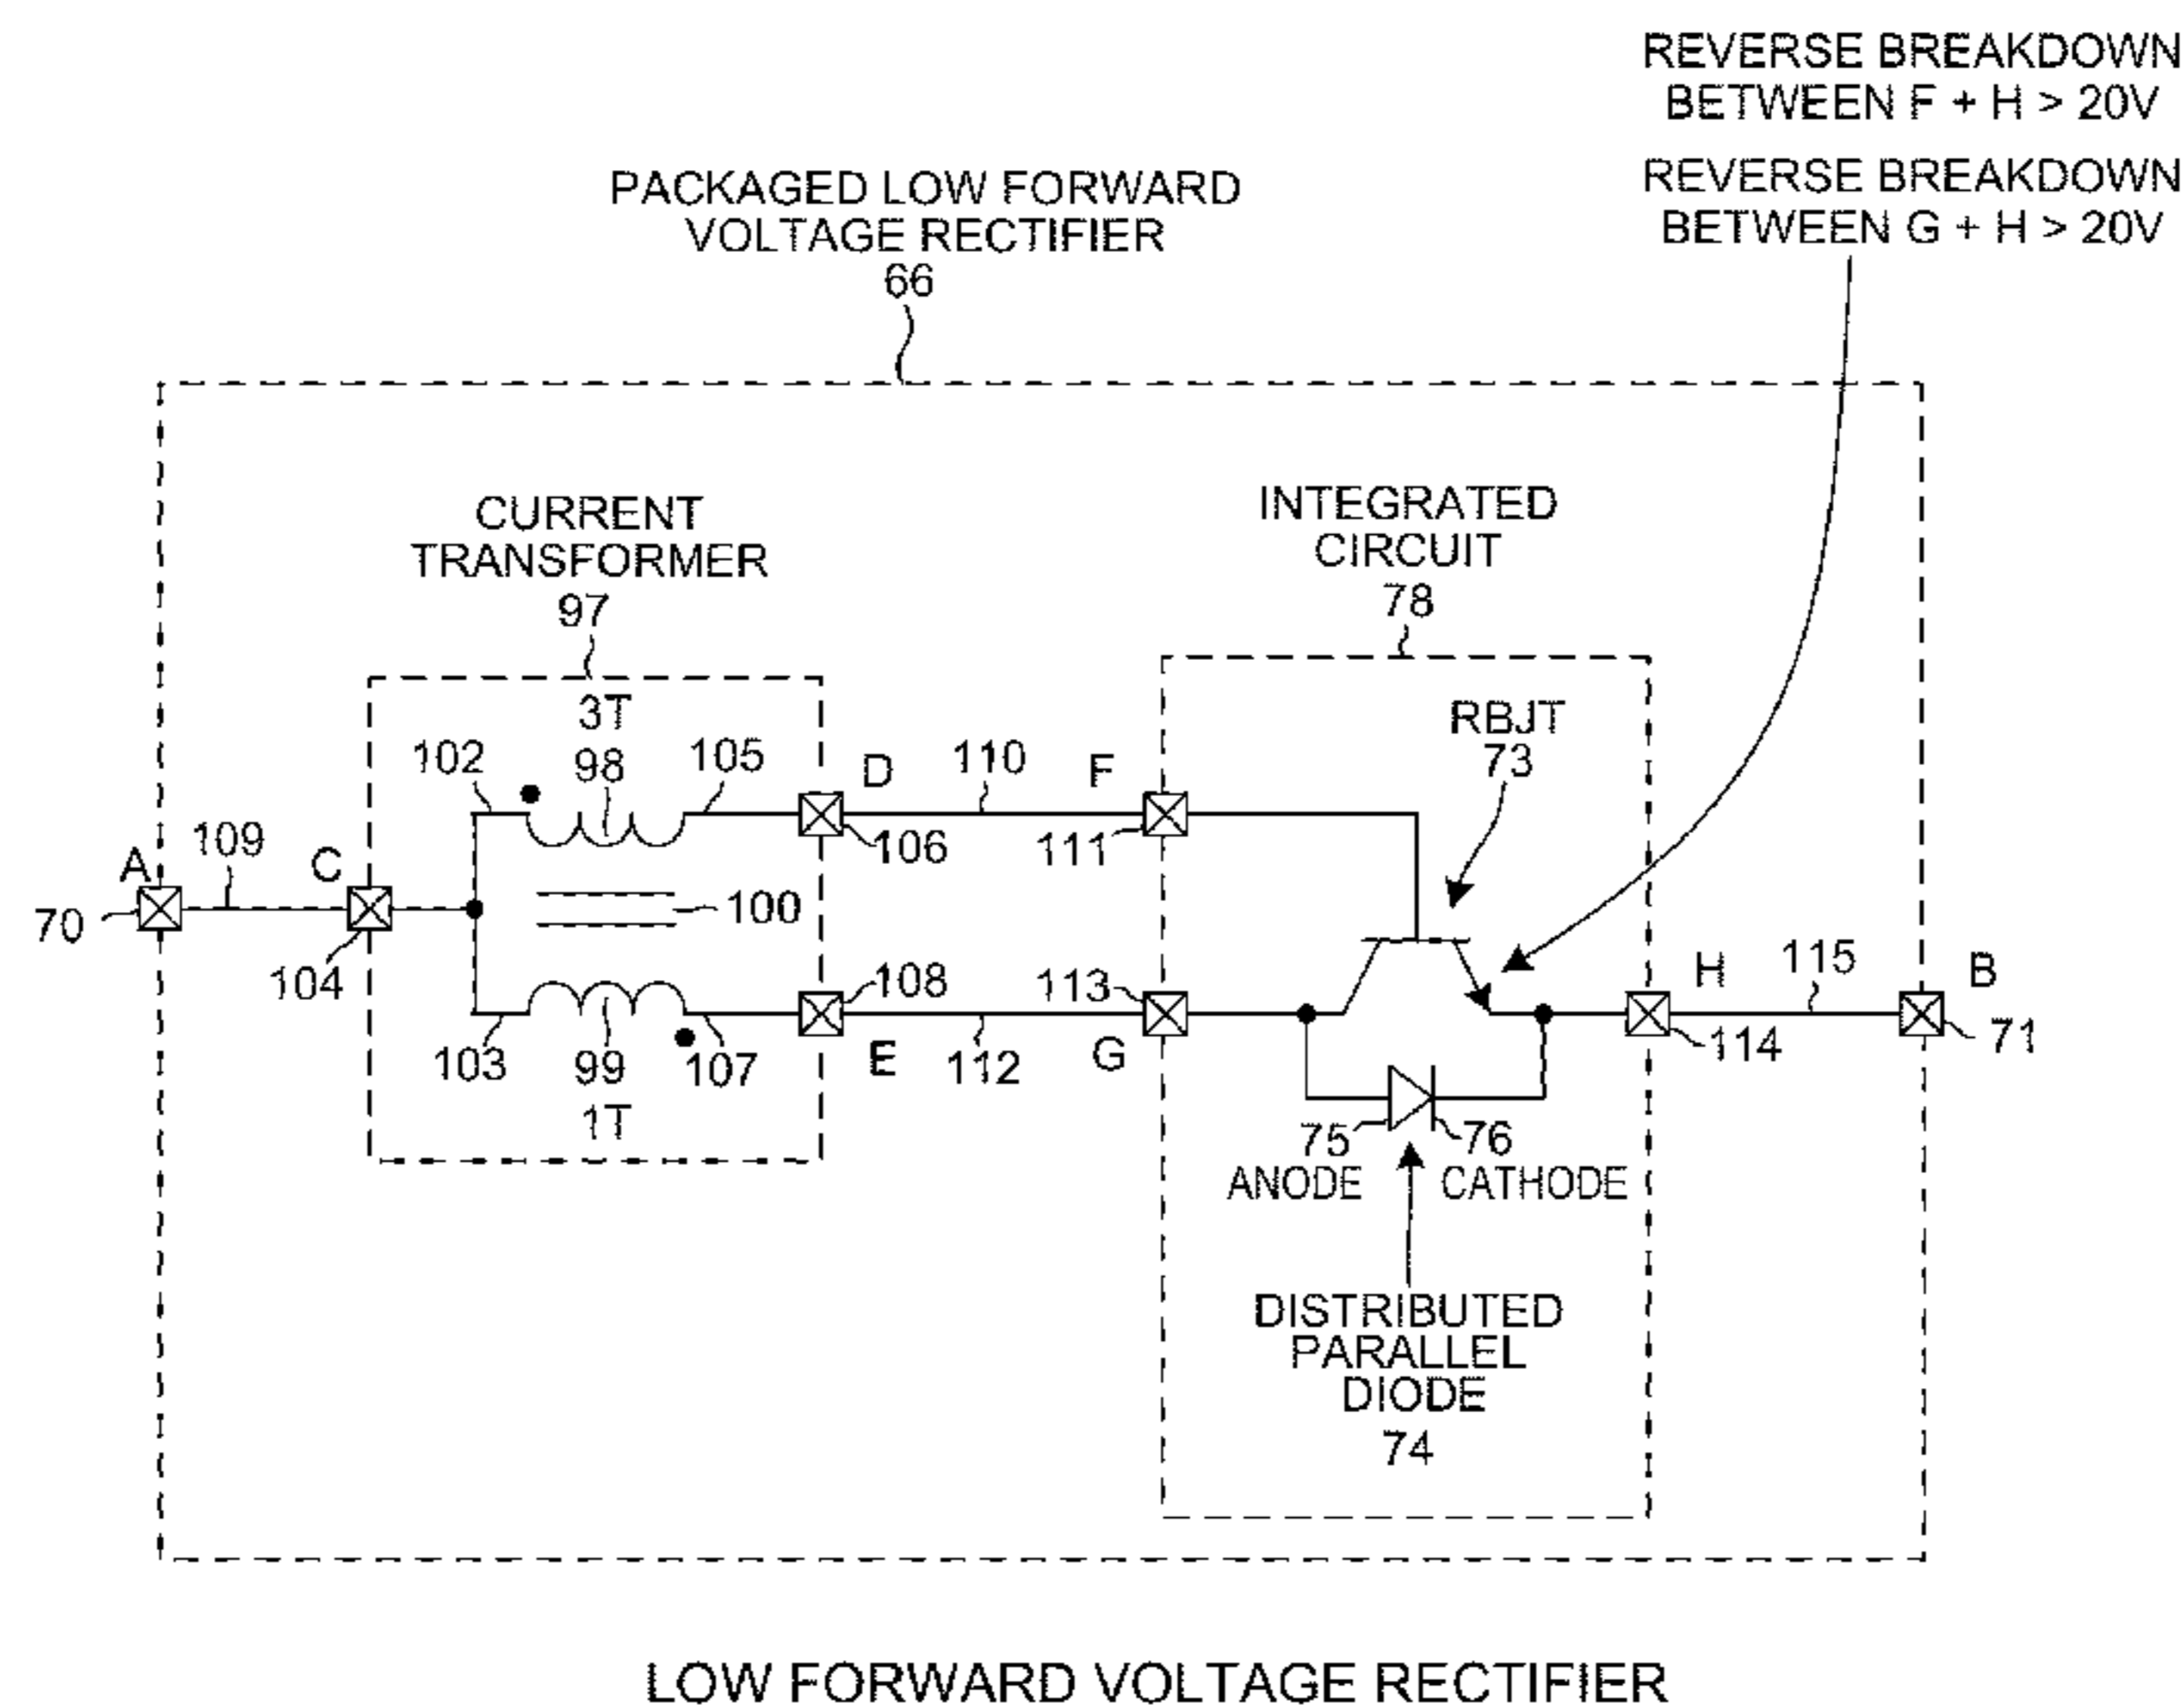 REVERSE BREAKDOWN
BETWEEN F + H > 20V
REVERSE BREAKDOWN
BETWEEN G + H > 20V
PACKAGED LOW FORWARD
VOLTAGE RECTIFIER
66
CURRENT
TRANSFORMER
97
INTEGRATED
CIRCUIT
78
3T
RBJT
73
102
98
105
D
110
F
106
111
A
109
C
100
70
104
108
113
H
115
B
103
99
107
E
112
G
114
71
1T
75
76
ANODE
CATHODE
DISTRIBUTED
PARALLEL
DIODE
74
LOW FORWARD VOLTAGE RECTIFIER